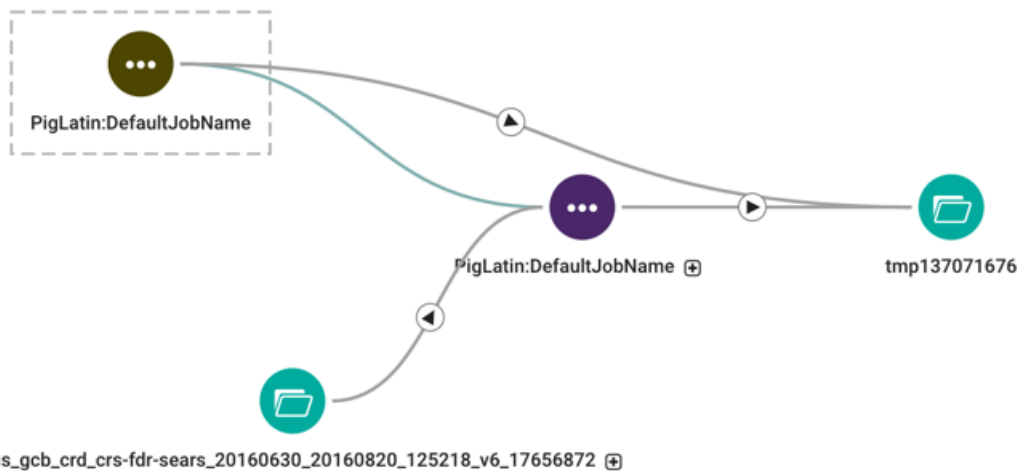 PigLatin:DefaultJobName
PigLatin:DefaultJobName
tmp137071676
s_gcb_crd_crs-fdr-sears_20160630_20160820_125218_v6_17656872